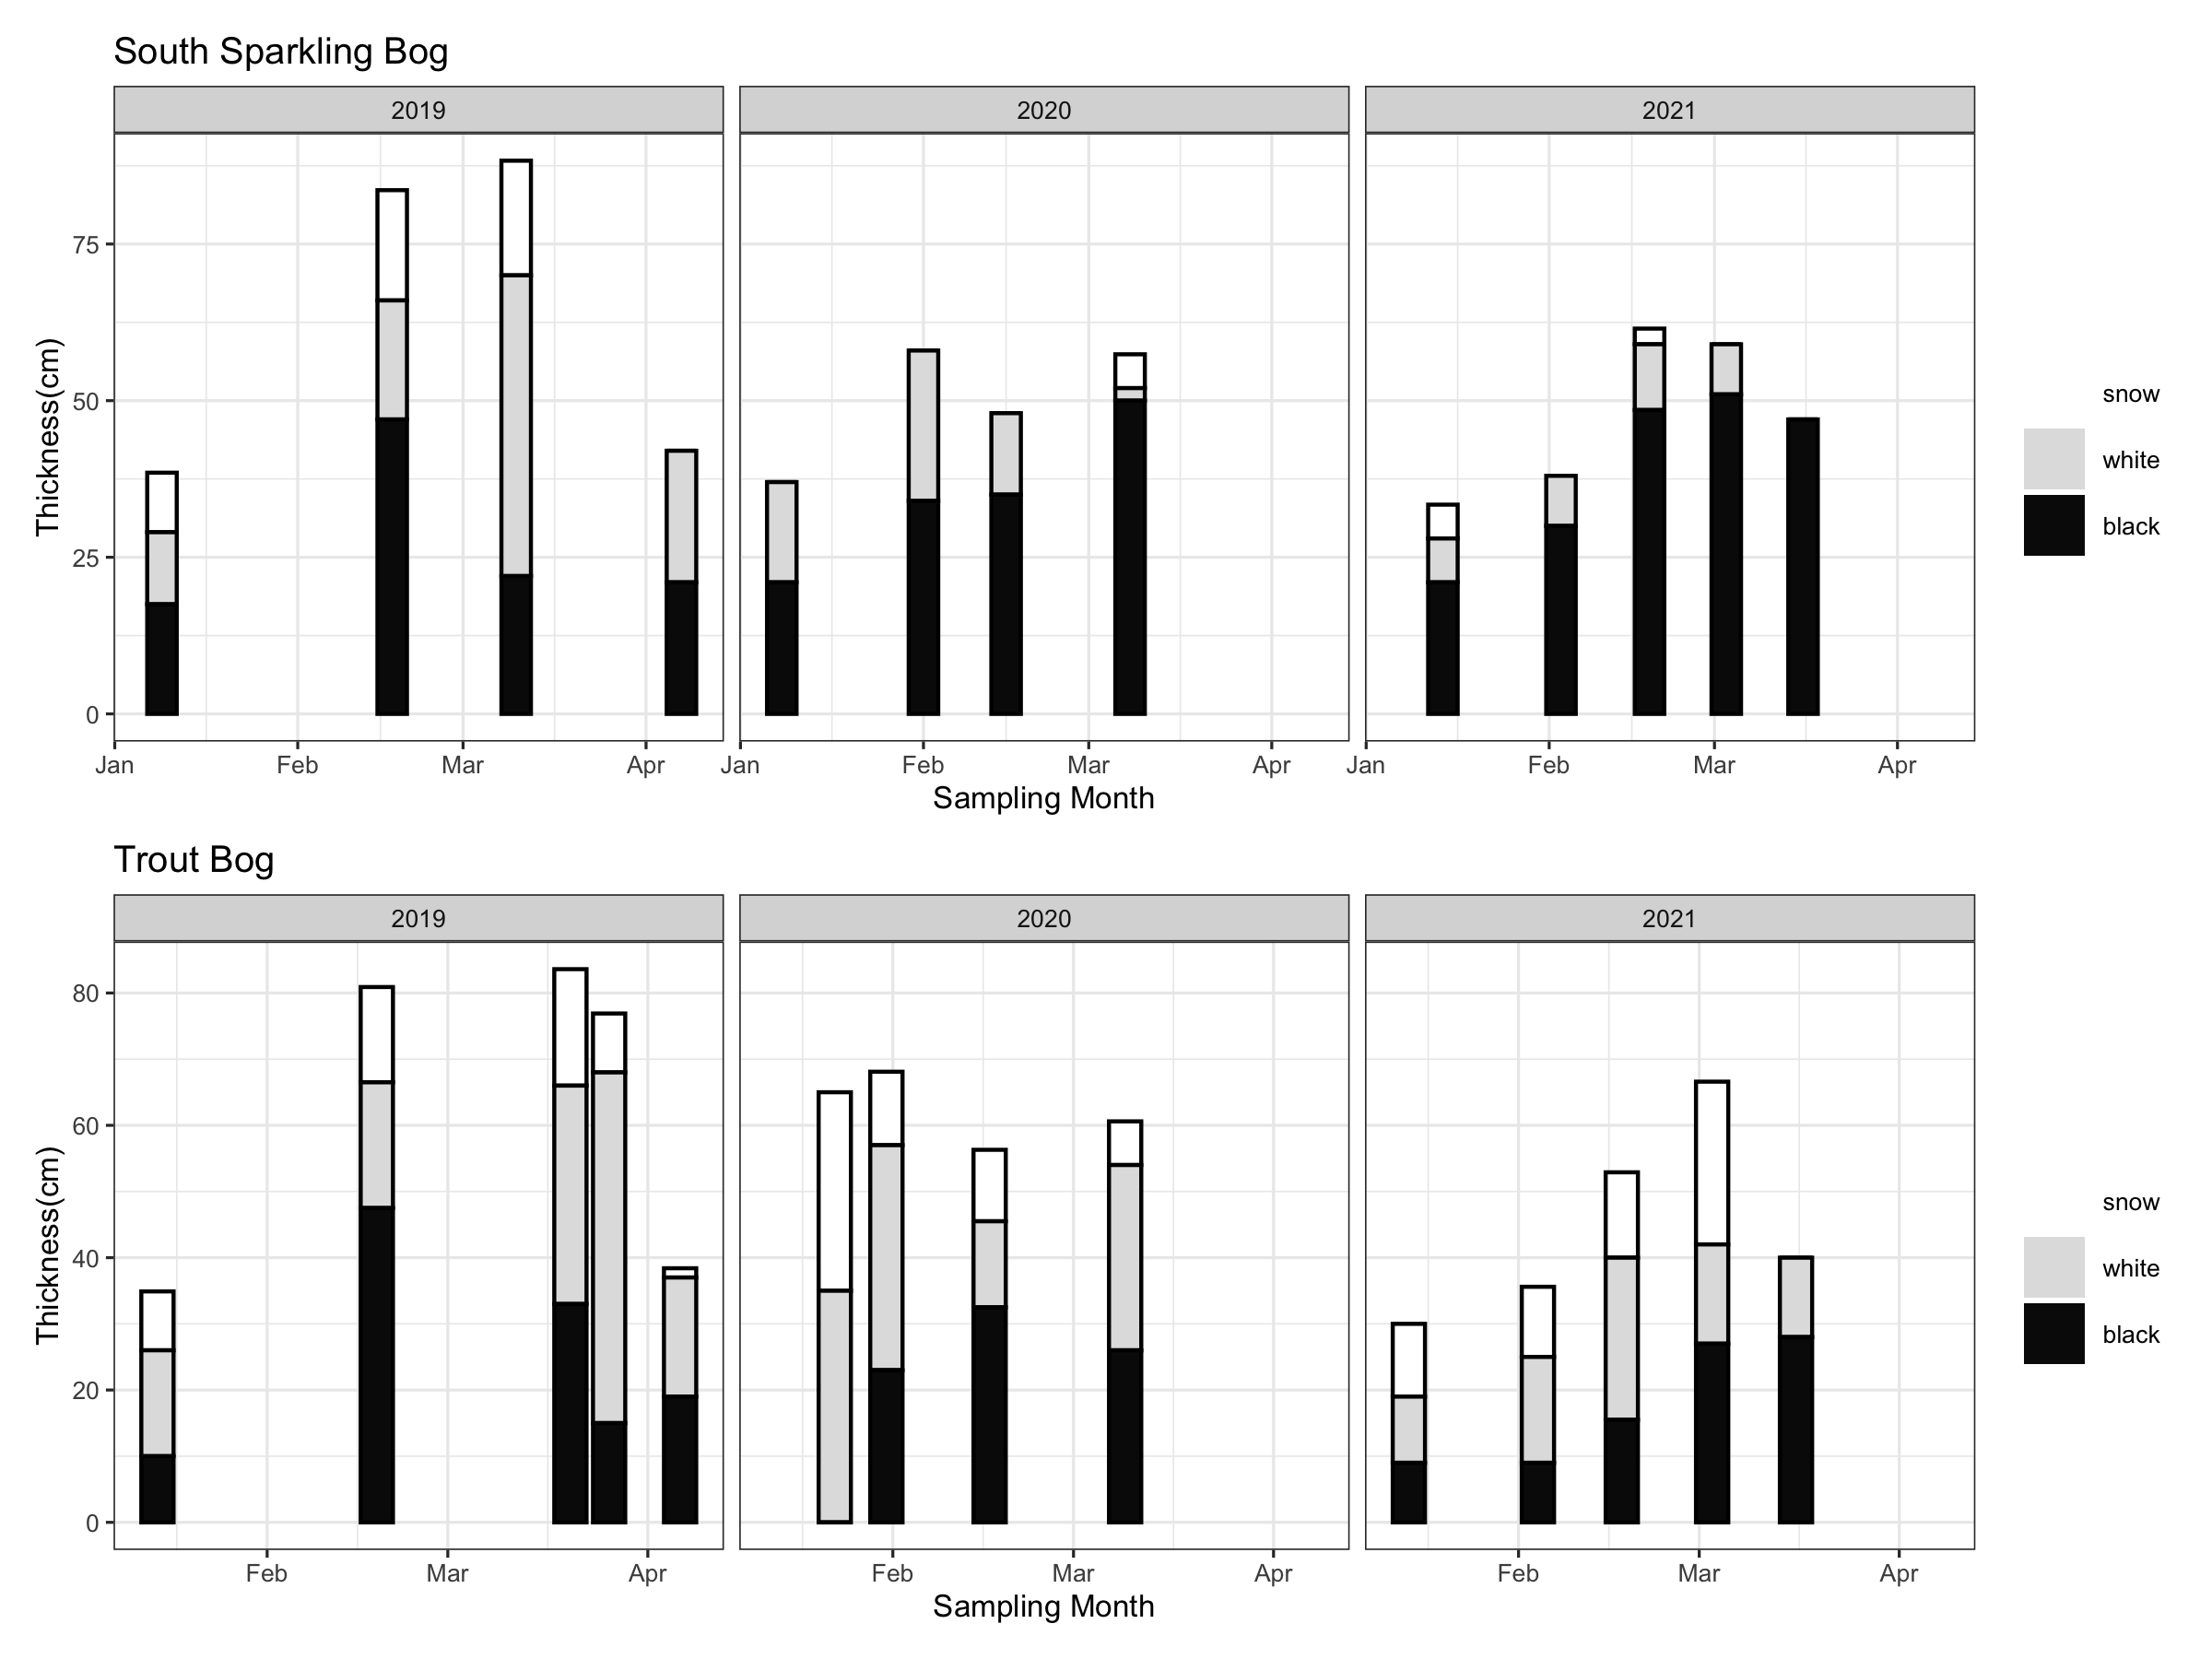 South Sparkling Bog
2019 2020 2021
Thickness(cm)
75
50
25
0
Jan Feb Mar Apr Jan Feb Mar Apr Jan Feb Mar Apr
Sampling Month
snow
white
black
Trout Bog
2019 2020 2021
Thickness(cm)
80
60
40
20
0
Feb Mar Apr Feb Mar Apr Feb Mar Apr
Sampling Month
snow
white
black